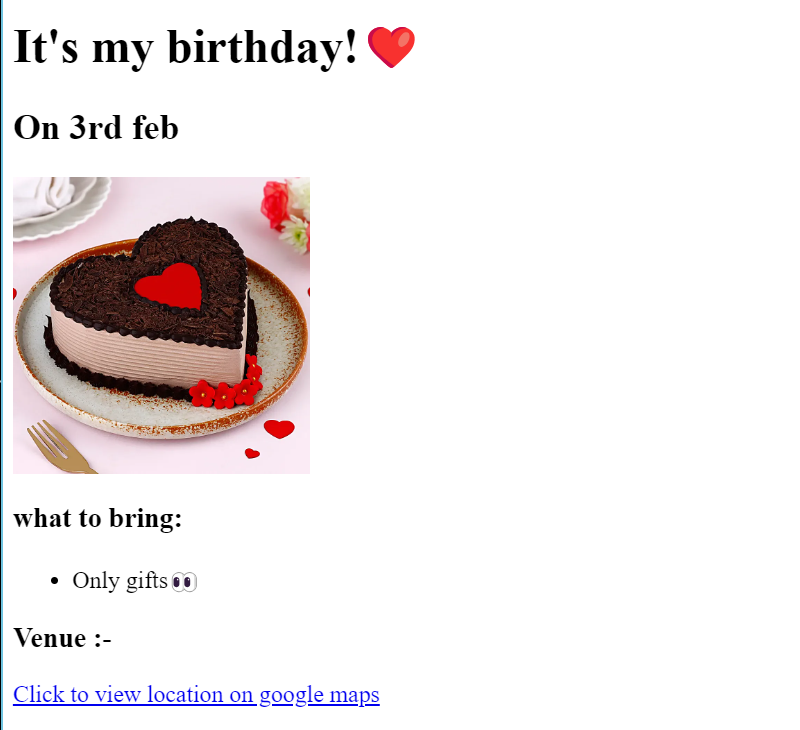 It's my birthday! ❤️
On 3rd feb
what to bring:
• Only gifts👀
Venue :-
Click to view location on google maps